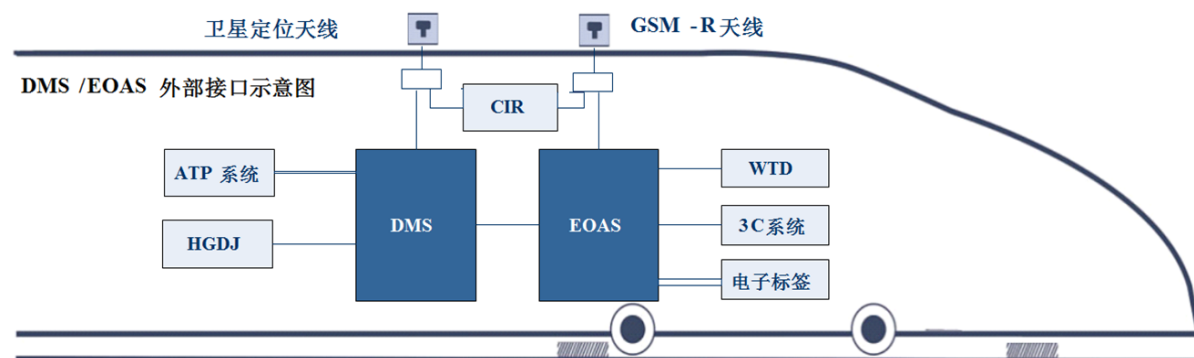 卫星定位天线
GSM -R天线
DMS /EOAS 外部接口示意图
CIR
ATP 系统
HGDJ
DMS
EOAS
WTD
3C系统
电子标签